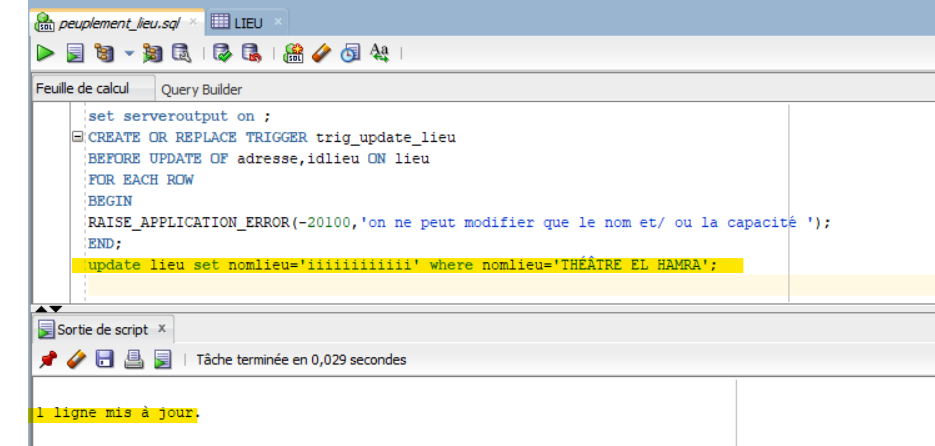 peuplement_lieu.sql
LIEU
Feuille de calcul
Query Builder
set serveroutput on ;
CREATE OR REPLACE TRIGGER trig_update_lieu
BEFORE UPDATE OF adresse,idlieu ON lieu
FOR EACH ROW
BEGIN
RAISE_APPLICATION_ERROR(-20100,'on ne peut modifier que le nom et/ ou la capacité ');
END;
update lieu set nomlieu='iiiiiiiiiiii' where nomlieu='THÉÂTRE EL HAMRA';
Sortie de script
Tâche terminée en 0,029 secondes
1 ligne mis à jour.